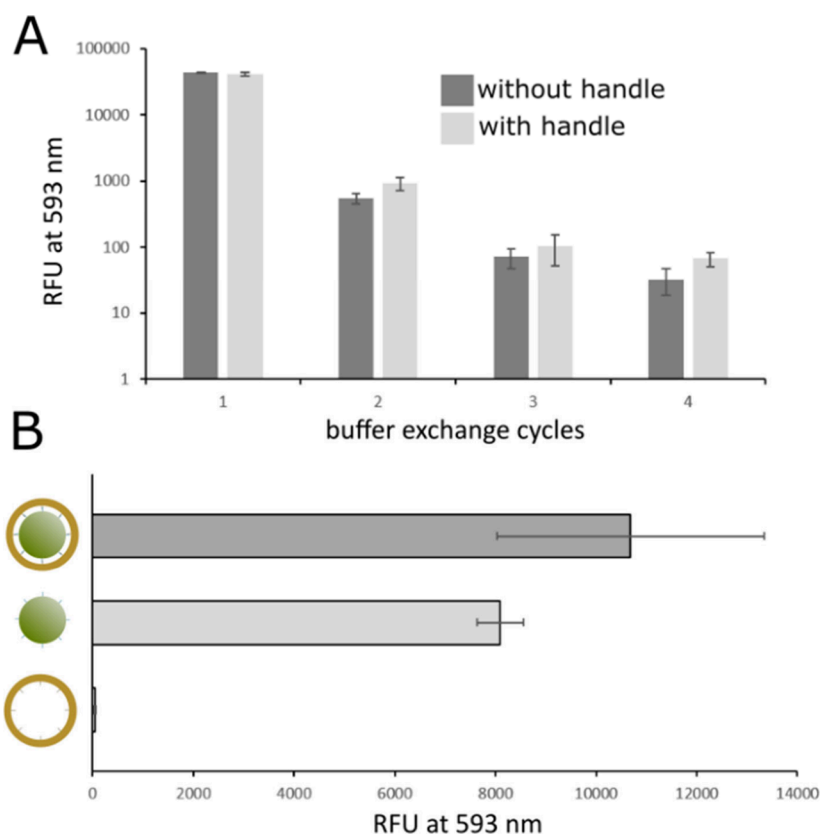 A
100000
10000
1000
100
10
1
RFU at 593 nm
without handle
with handle
1 2 3 4
buffer exchange cycles
B
0 2000 4000 6000 8000 10000 12000 14000
RFU at 593 nm